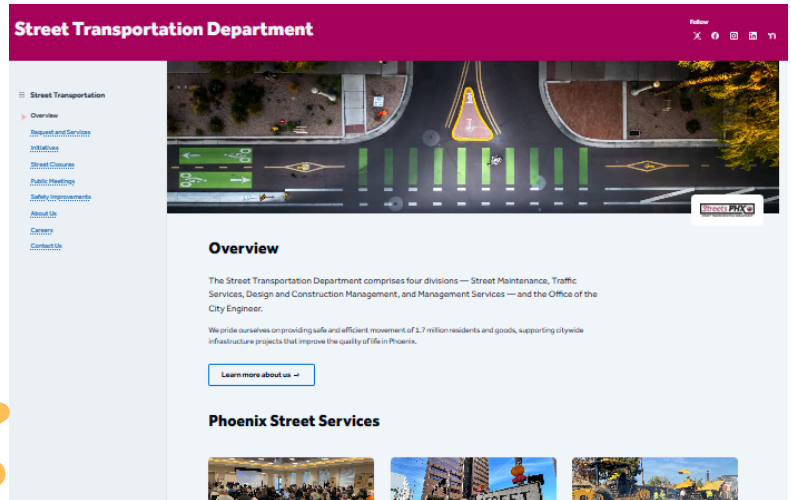 Street Transportation Department
Follow
Street Transportation
Overview
Request and Services
Initiatives
Street Closures
Public Meetings
Safety Improvements
About Us
Careers
Contact Us
Streets PHX
Overview
The Street Transportation Department comprises four divisions — Street Maintenance, Traffic
Services, Design and Construction Management, and Management Services — and the Office of the
City Engineer.
We pride ourselves on providing safe and efficient movement of 1.7 million residents and goods, supporting citywide
infrastructure projects that improve the quality of life in Phoenix.
Learn more about us →
Phoenix Street Services